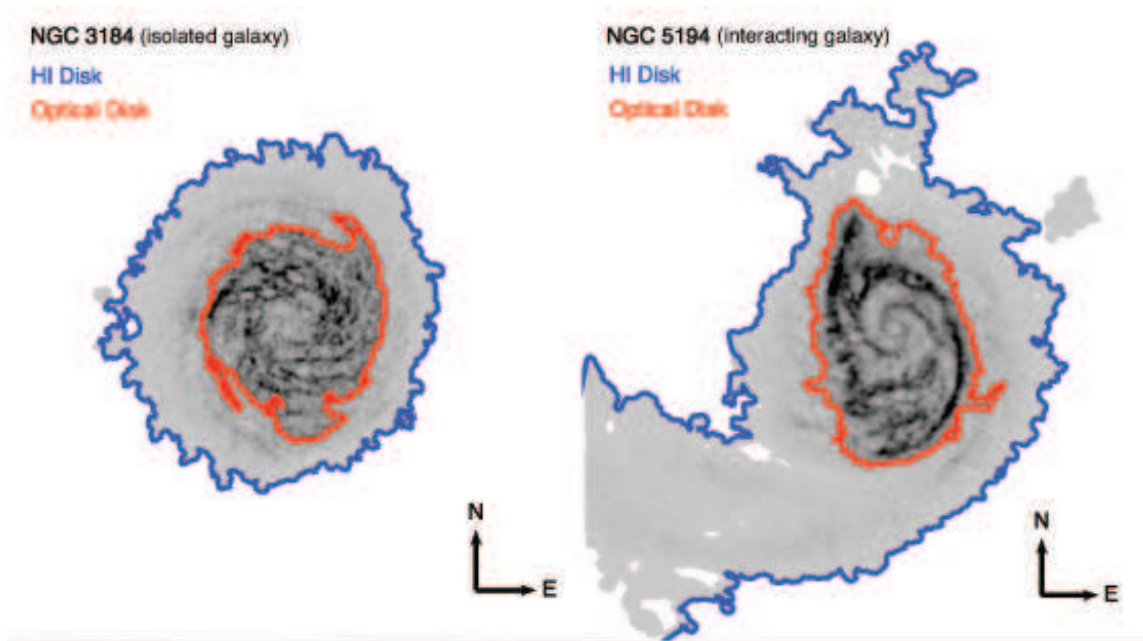 NGC 3184 (isolated galaxy)
HI Disk
Optical Disk
N
E
NGC 5194 (interacting galaxy)
HI Disk
Optical Disk
N
E